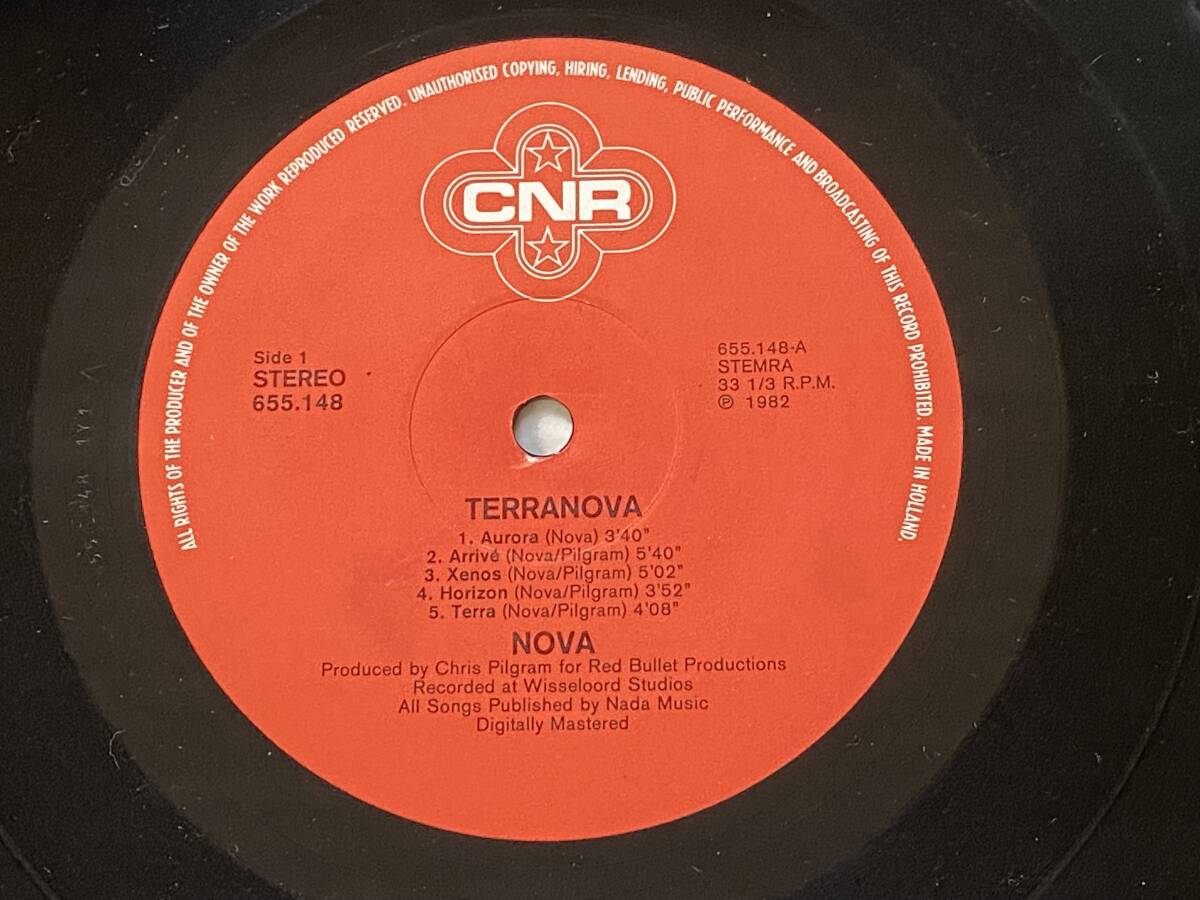 ALL RIGHTS OF THE PRODUCER AND OF THE OWNER OF THE WORK REPRODUCED RESERVED. UNAUTHORISED COPYING, HIRING, LENDING, PUBLIC PERFORMANCE AND BROADCASTING OF THIS RECORD PROHIBITED. MADE IN HOLLAND.
CNR
Side 1
STEREO
655.148
655.148-A
STEMRA
33 1/3 R.P.M.
℗ 1982
TERRANOVA
1. Aurora (Nova) 3'40"
2. Arrivé (Nova/Pilgram) 5'40"
3. Xenos (Nova/Pilgram) 5'02"
4. Horizon (Nova/Pilgram) 3'52"
5. Terra (Nova/Pilgram) 4'08"
NOVA
Produced by Chris Pilgram for Red Bullet Productions
Recorded at Wisseloord Studios
All Songs Published by Nada Music
Digitally Mastered